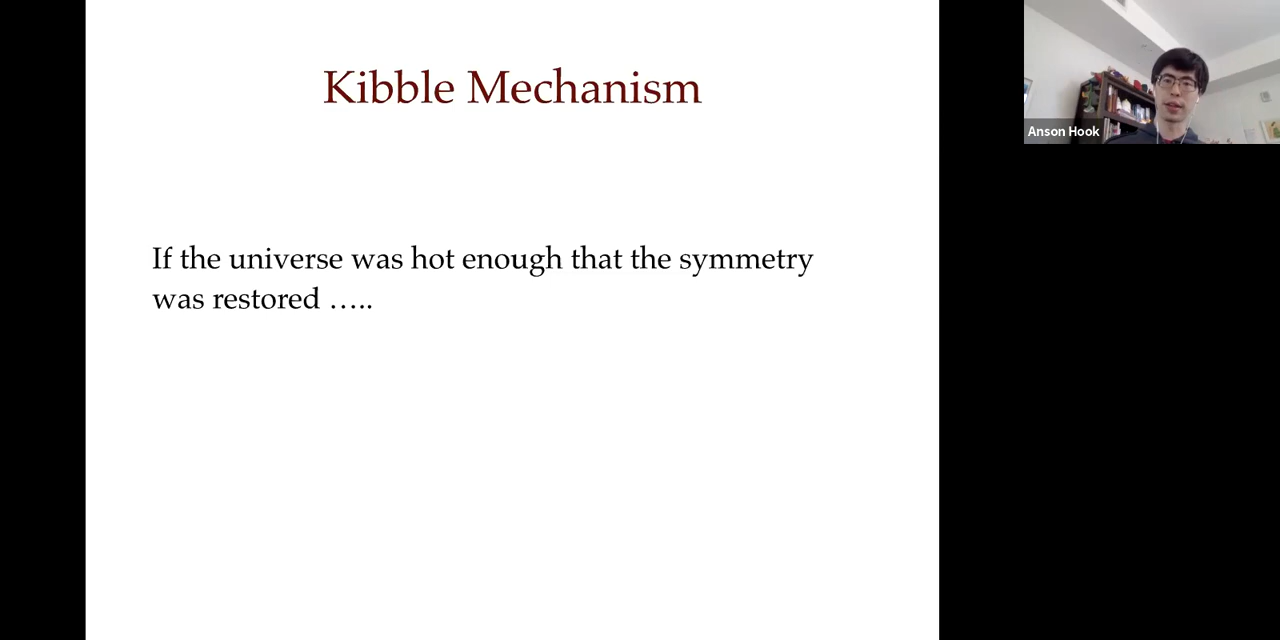 Kibble Mechanism
If the universe was hot enough that the symmetry
was restored …..
Anson Hook